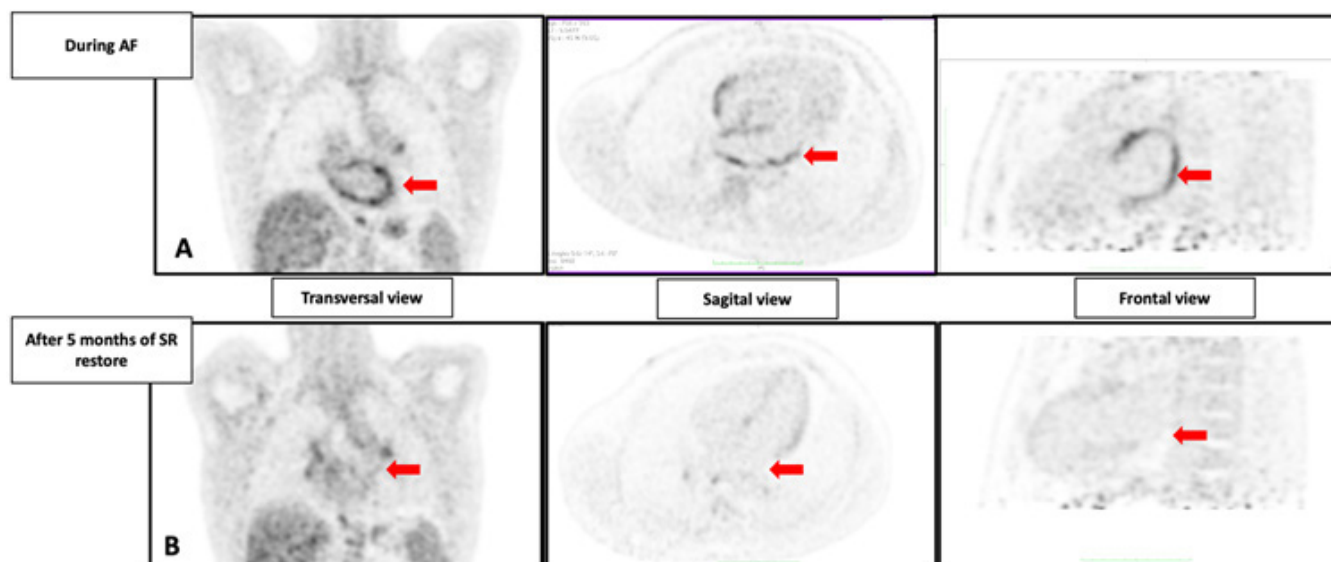 During AF
A
Transversal view
Sagital view
Frontal view
After 5 months of SR
restore
B